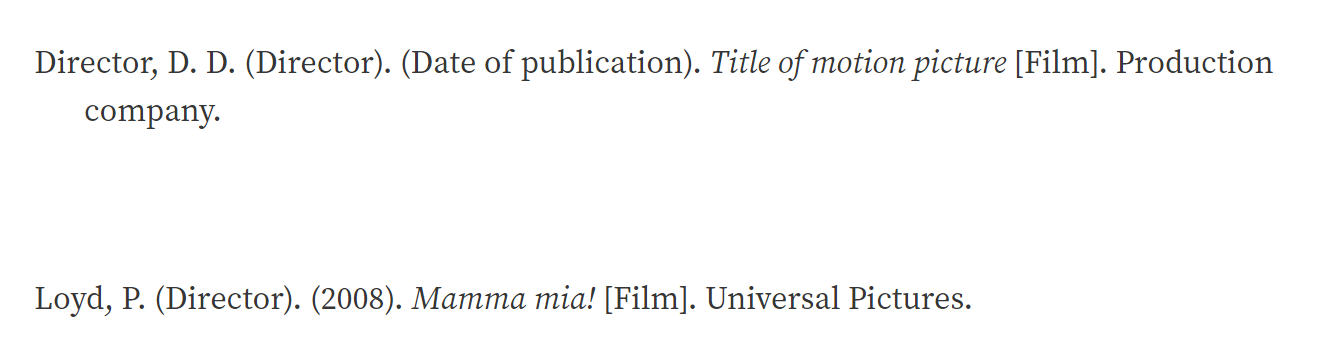 Director, D. D. (Director). (Date of publication). Title of motion picture [Film]. Production
company.
Loyd, P. (Director). (2008). Mamma mia! [Film]. Universal Pictures.